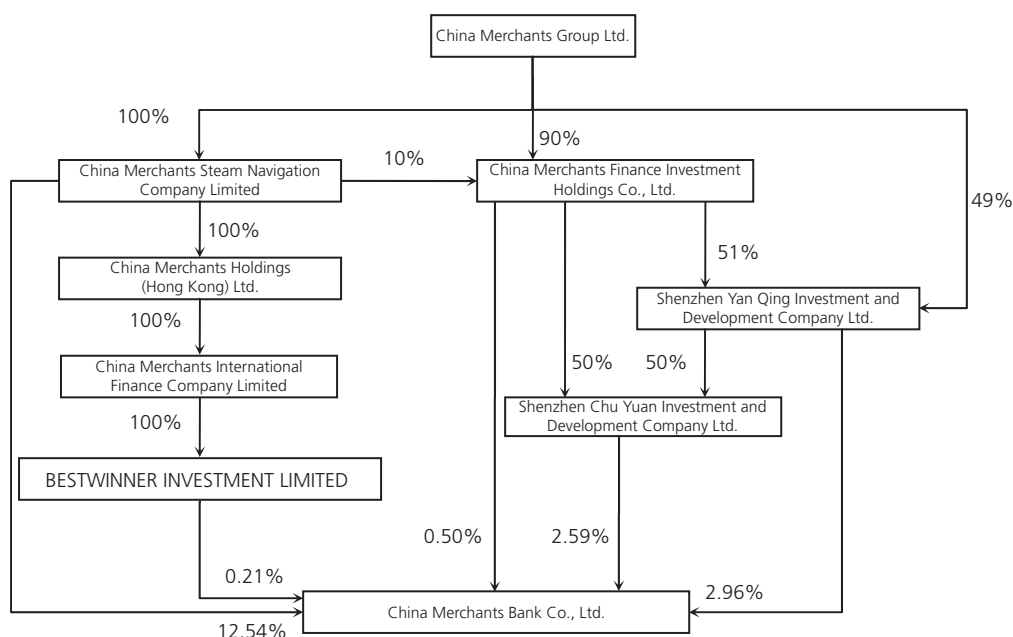 China Merchants Group Ltd.
100%
90%
China Merchants Steam Navigation
Company Limited
10%
China Merchants Finance Investment
Holdings Co., Ltd.
49%
100%
51%
China Merchants Holdings
(Hong Kong) Ltd.
Shenzhen Yan Qing Investment and
Development Company Ltd.
100%
China Merchants International
Finance Company Limited
50%
50%
100%
Shenzhen Chu Yuan Investment and
Development Company Ltd.
BESTWINNER INVESTMENT LIMITED
0.50%
2.59%
0.21%
2.96%
China Merchants Bank Co., Ltd.
12.54%